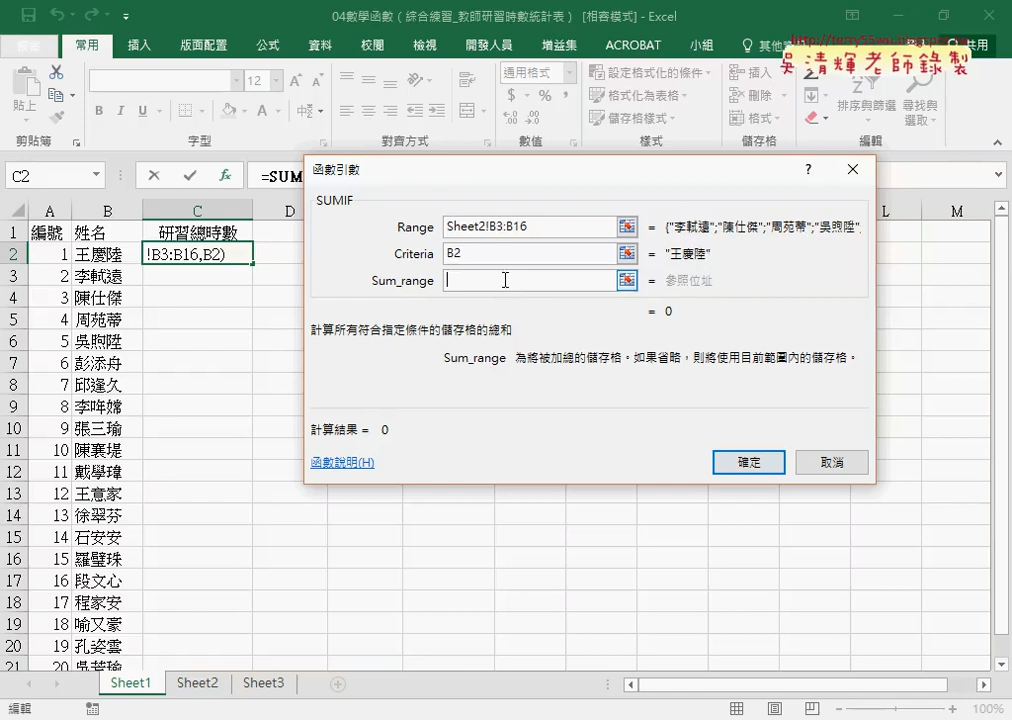 04數學函數（綜合練習_教師研習時數統計表） [相容模式] - Excel
常用 插入 版面配置 公式 資料 校閱 檢視 開發人員 增益集 ACROBAT 小組 共用
吳清輝老師錄製
貼上 12 通用格式 設定格式化的條件 插入
B I U $ % 格式化為表格 刪除 排序與篩選 尋找與選取
儲存格樣式 格式
剪貼簿 字型 對齊方式 數值 樣式 儲存格 編輯
C2 =SUM
函數引數
SUMIF
Range Sheet2!B3:B16 = {"李軾遠";"陳仕傑";"周苑蒂";"吳煦陞";
Criteria B2 = "王慶陸"
Sum_range = 參照位址
= 0
計算所有符合指定條件的儲存格的總和
Sum_range 為將被加總的儲存格。如果省略，則將使用目前範圍內的儲存格。
計算結果 = 0
函數說明(H)
確定 取消
A B C D L M
1 編號 姓名 研習總時數
2 1 王慶陸 !B3:B16,B2)
3 2 李軾遠
4 3 陳仕傑
5 4 周苑蒂
6 5 吳煦陞
7 6 彭添舟
8 7 邱逢久
9 8 李哖嫦
10 9 張三瑜
11 10 陳襄堤
12 11 戴學瑋
13 12 王意家
14 13 徐翠芬
15 14 石安安
16 15 羅璧珠
17 16 段文心
18 17 程家安
19 18 喻又豪
20 19 孔姿雲
21 20
Sheet1 Sheet2 Sheet3
編輯 100%